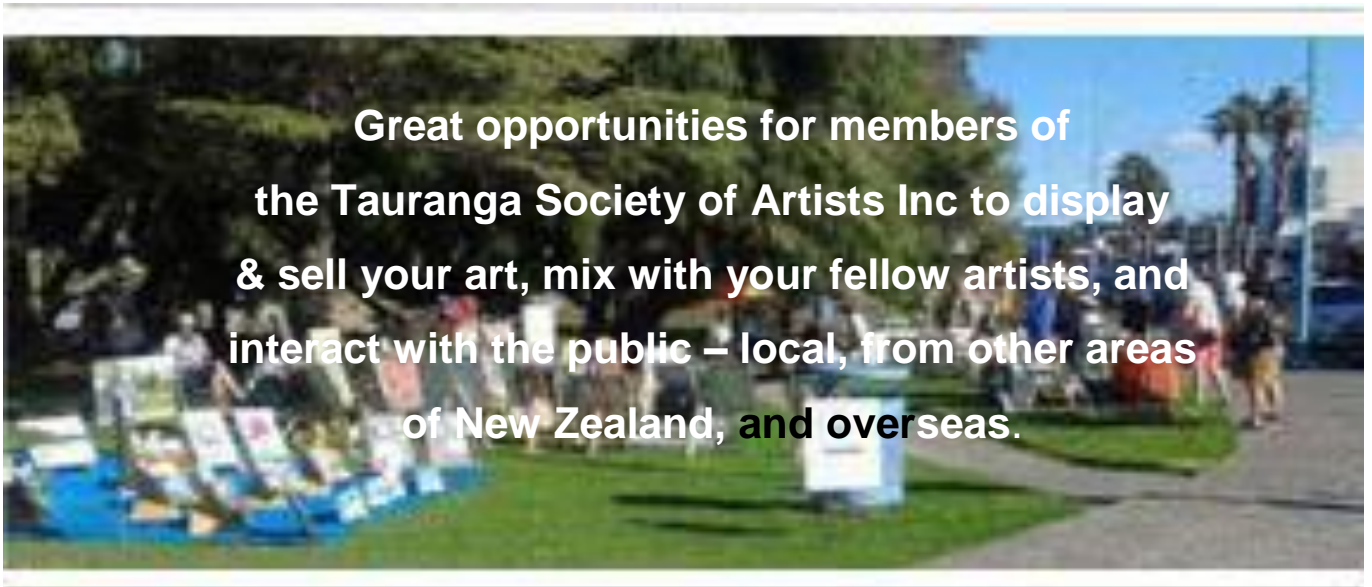 Great opportunities for members of
the Tauranga Society of Artists Inc to display
& sell your art, mix with your fellow artists, and
interact with the public – local, from other areas
of New Zealand, and overseas.